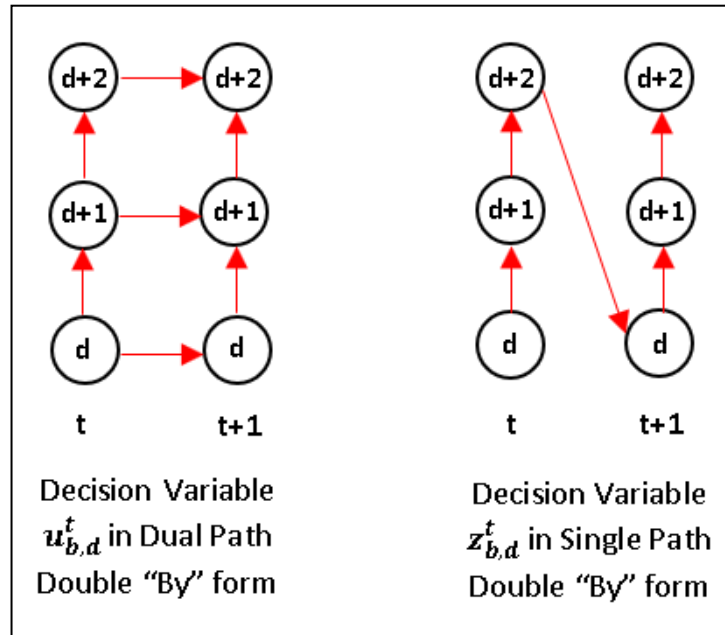 d+2 d+2 d+2 d+2
d+1 d+1 d+1 d+1
d d d d
t t+1 t t+1
Decision Variable
u^t_{b,d} in Dual Path
Double “By” form
Decision Variable
z^t_{b,d} in Single Path
Double “By” form